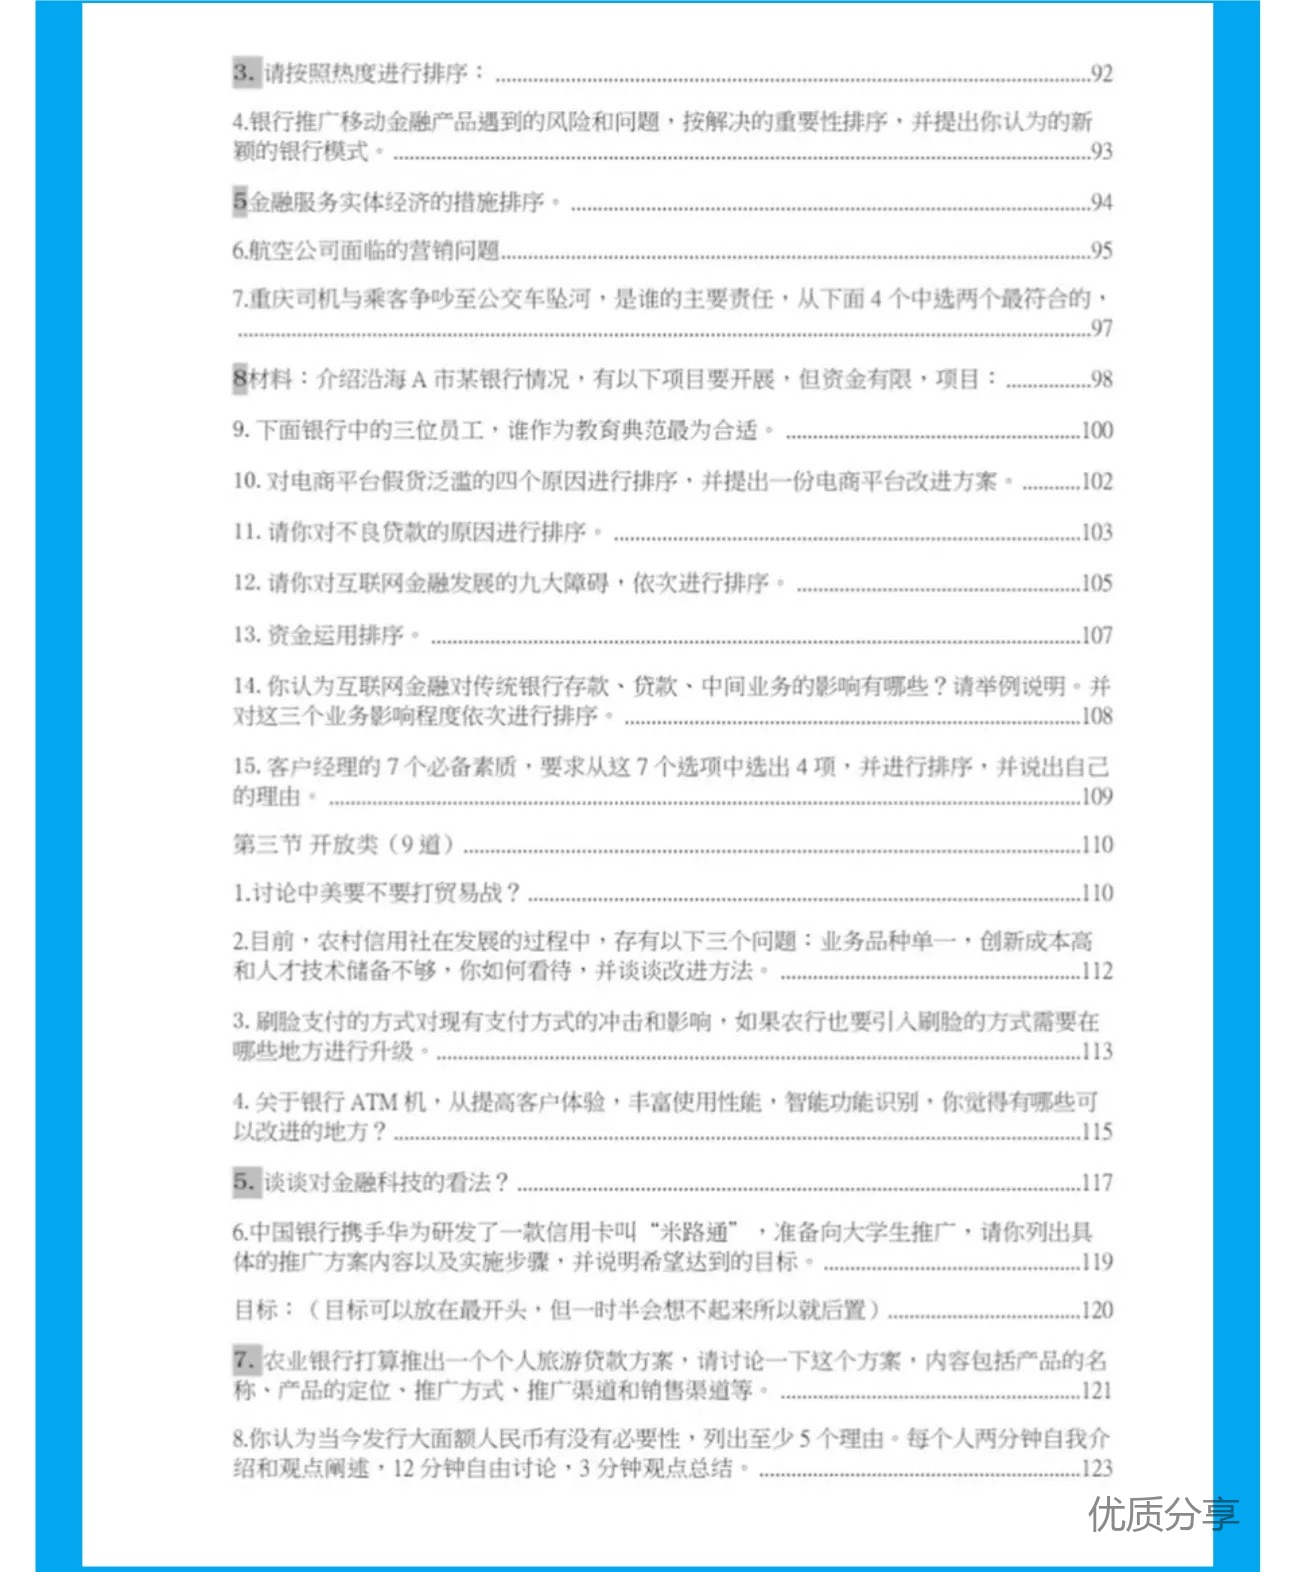 3. 请按照热度进行排序：........92
4.银行推广移动金融产品遇到的风险和问题，按解决的重要性排序，并提出你认为的新
颖的银行模式。........93
5金融服务实体经济的措施排序。........94
6.航空公司面临的营销问题........95
7.重庆司机与乘客争吵至公交车坠河，是谁的主要责任，从下面 4 个中选两个最符合的，
........97
8材料：介绍沿海 A 市某银行情况，有以下项目要开展，但资金有限，项目：........98
9. 下面银行中的三位员工，谁作为教育典范最为合适。........100
10. 对电商平台假货泛滥的四个原因进行排序，并提出一份电商平台改进方案。........102
11. 请你对不良贷款的原因进行排序。........103
12. 请你对互联网金融发展的九大障碍，依次进行排序。........105
13. 资金运用排序。........107
14. 你认为互联网金融对传统银行存款、贷款、中间业务的影响有哪些？请举例说明。并
对这三个业务影响程度依次进行排序。........108
15. 客户经理的 7 个必备素质，要求从这 7 个选项中选出 4 项，并进行排序，并说出自己
的理由。........109
第三节 开放类（9 道）........110
1.讨论中美要不要打贸易战？........110
2.目前，农村信用社在发展的过程中，存有以下三个问题：业务品种单一，创新成本高
和人才技术储备不够，你如何看待，并谈谈改进方法。........112
3. 刷脸支付的方式对现有支付方式的冲击和影响，如果农行也要引入刷脸的方式需要在
哪些地方进行升级。........113
4. 关于银行 ATM 机，从提高客户体验，丰富使用性能，智能功能识别，你觉得有哪些可
以改进的地方？........115
5. 谈谈对金融科技的看法？........117
6.中国银行携手华为研发了一款信用卡叫“米路通”，准备向大学生推广，请你列出具
体的推广方案内容以及实施步骤，并说明希望达到的目标。........119
目标：（目标可以放在最开头，但一时半会想不起来所以就后置）........120
7. 农业银行打算推出一个个人旅游贷款方案，请讨论一下这个方案，内容包括产品的名
称、产品的定位、推广方式、推广渠道和销售渠道等。........121
8.你认为当今发行大面额人民币有没有必要性，列出至少 5 个理由。每个人两分钟自我介
绍和观点阐述，12 分钟自由讨论，3 分钟观点总结。........123
优质分享